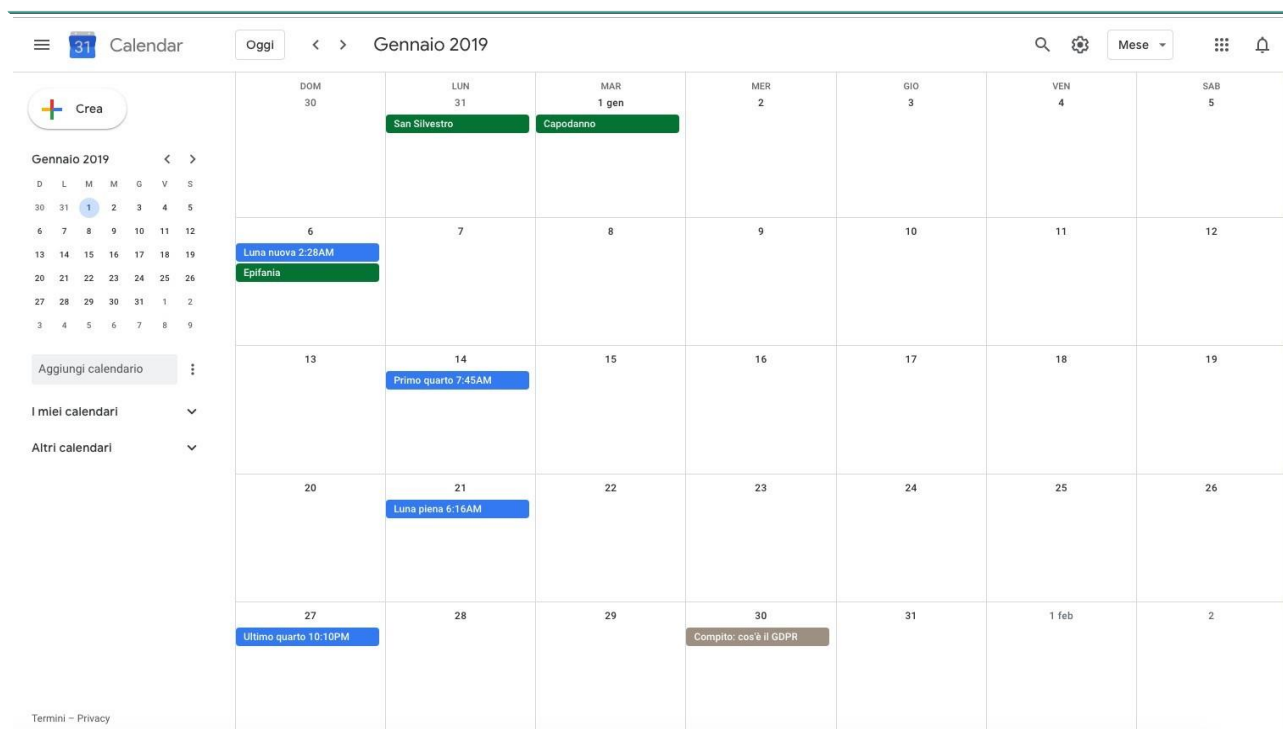 31 Calendar Oggi Gennaio 2019 Mese
Crea
Gennaio 2019
D L M M G V S
30 31 1 2 3 4 5
6 7 8 9 10 11 12
13 14 15 16 17 18 19
20 21 22 23 24 25 26
27 28 29 30 31 1 2
3 4 5 6 7 8 9
Aggiungi calendario
I miei calendari
Altri calendari
Termini – Privacy
DOM LUN MAR MER GIO VEN SAB
30 31 1 gen 2 3 4 5
San Silvestro Capodanno
6 7 8 9 10 11 12
Luna nuova 2:28AM
Epifania
13 14 15 16 17 18 19
Primo quarto 7:45AM
20 21 22 23 24 25 26
Luna piena 6:16AM
27 28 29 30 31 1 feb 2
Ultimo quarto 10:10PM Compito: cos'è il GDPR